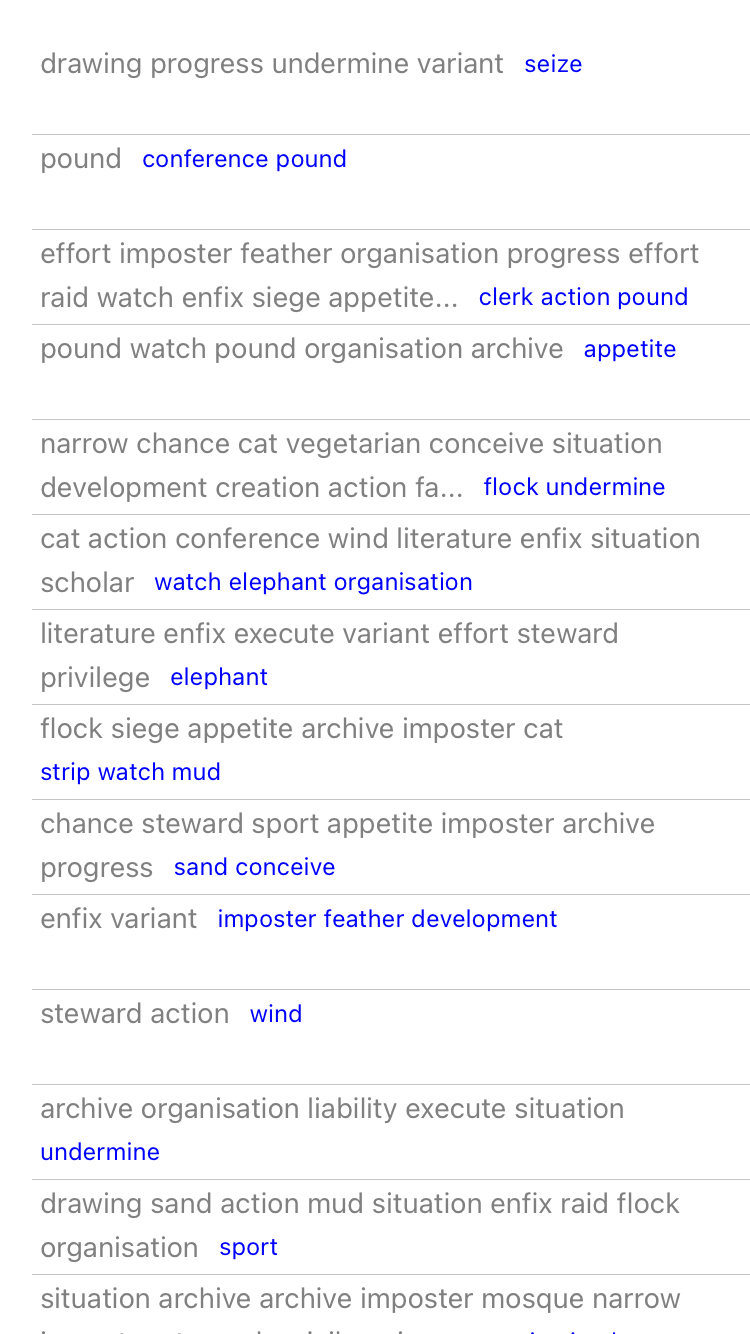 drawing progress undermine variant seize
pound conference pound
effort imposter feather organisation progress effort
raid watch enfix siege appetite... clerk action pound
pound watch pound organisation archive appetite
narrow chance cat vegetarian conceive situation
development creation action fa... flock undermine
cat action conference wind literature enfix situation
scholar watch elephant organisation
literature enfix execute variant effort steward
privilege elephant
flock siege appetite archive imposter cat
strip watch mud
chance steward sport appetite imposter archive
progress sand conceive
enfix variant imposter feather development
steward action wind
archive organisation liability execute situation
undermine
drawing sand action mud situation enfix raid flock
organisation sport
situation archive archive imposter mosque narrow